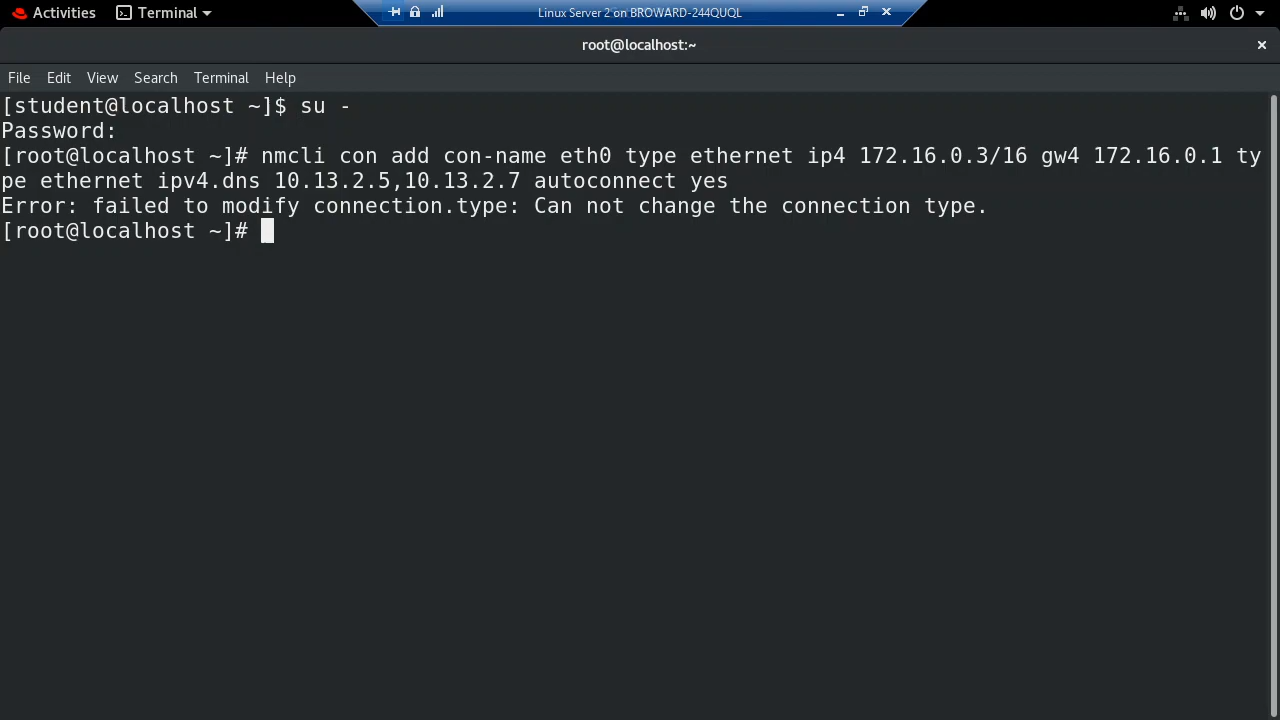 Activities Terminal Linux Server 2 on BROWARD-244QUQL
root@localhost:~
File Edit View Search Terminal Help
[student@localhost ~]$ su -
Password:
[root@localhost ~]# nmcli con add con-name eth0 type ethernet ip4 172.16.0.3/16 gw4 172.16.0.1 ty
pe ethernet ipv4.dns 10.13.2.5,10.13.2.7 autoconnect yes
Error: failed to modify connection.type: Can not change the connection type.
[root@localhost ~]#